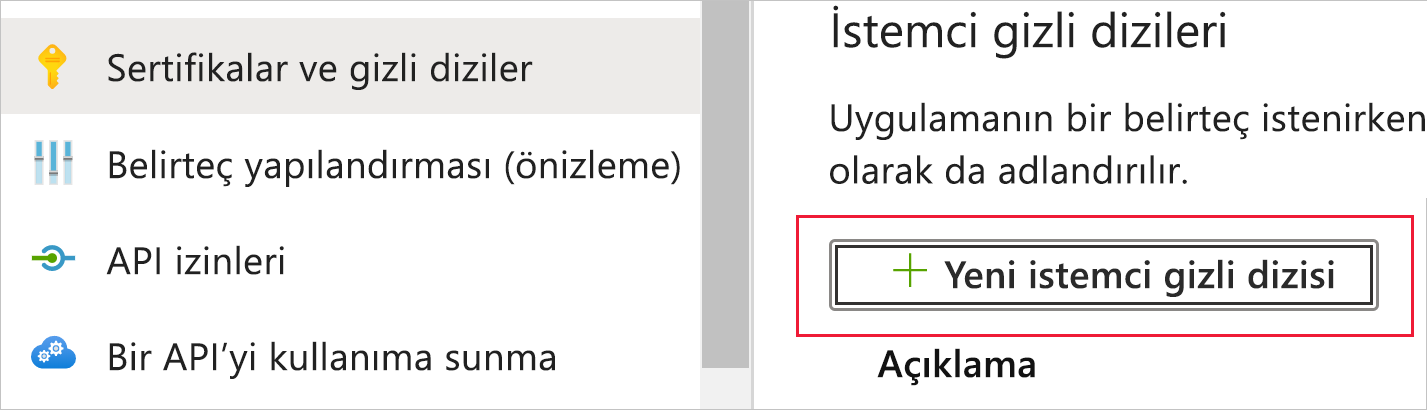 Sertifikalar ve gizli diziler
Belirteç yapılandırması (önizleme)
API izinleri
Bir API’yi kullanıma sunma
İstemci gizli dizileri
Uygulamanın bir belirteç istenirken
olarak da adlandırılır.
Yeni istemci gizli dizisi
Açıklama